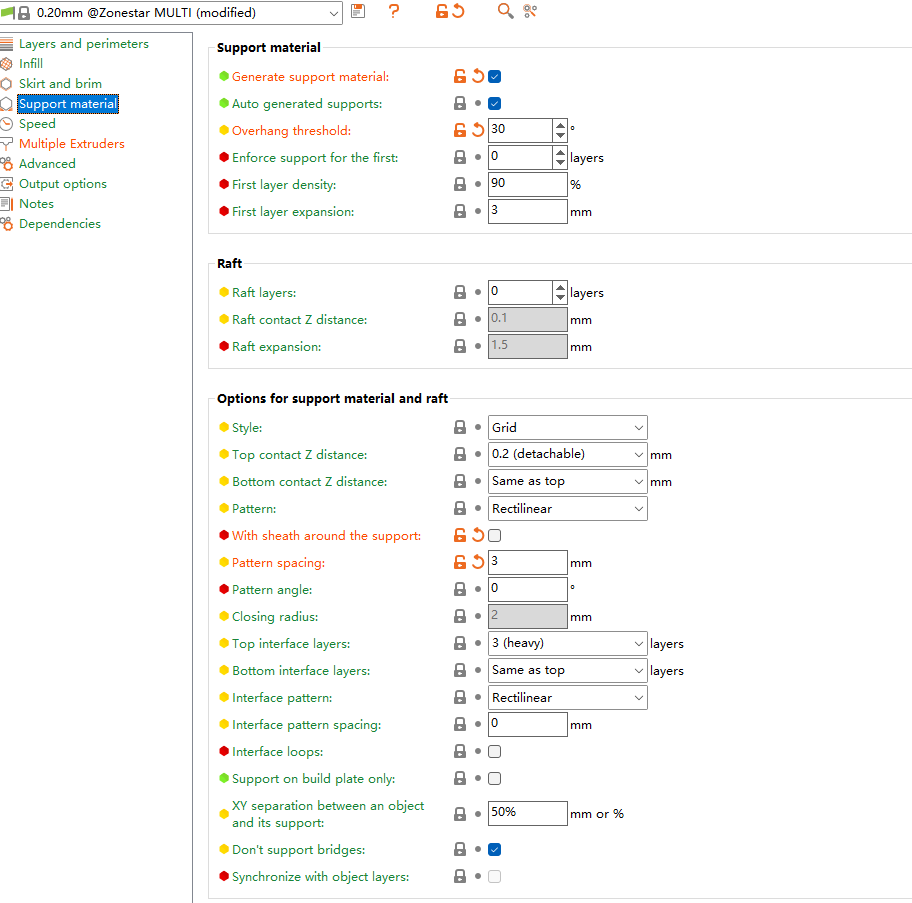 0.20mm @Zonestar MULTI (modified)
?
Layers and perimeters
Infill
Skirt and brim
Support material
Speed
Multiple Extruders
Advanced
Output options
Notes
Dependencies
Support material
Generate support material:
Auto generated supports:
Overhang threshold: 30 °
Enforce support for the first: 0 layers
First layer density: 90 %
First layer expansion: 3 mm
Raft
Raft layers: 0 layers
Raft contact Z distance: 0.1 mm
Raft expansion: 1.5 mm
Options for support material and raft
Style: Grid
Top contact Z distance: 0.2 (detachable) mm
Bottom contact Z distance: Same as top mm
Pattern: Rectilinear
With sheath around the support:
Pattern spacing: 3 mm
Pattern angle: 0 °
Closing radius: 2 mm
Top interface layers: 3 (heavy) layers
Bottom interface layers: Same as top layers
Interface pattern: Rectilinear
Interface pattern spacing: 0 mm
Interface loops:
Support on build plate only:
XY separation between an object
and its support: 50% mm or %
Don't support bridges:
Synchronize with object layers: